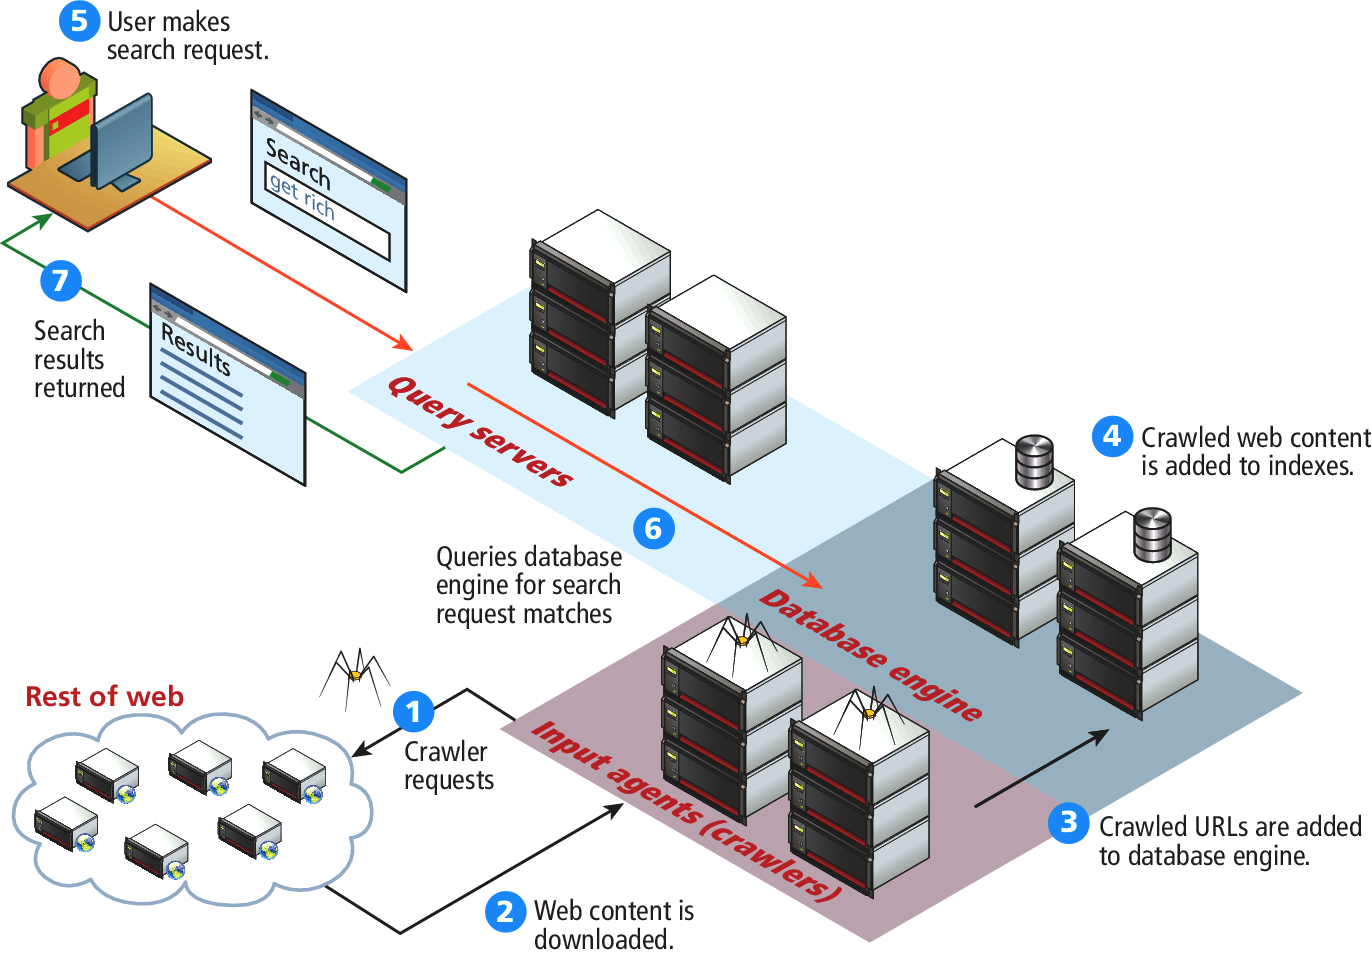 5 User makes
search request.
Search
get rich
7
Search
results
returned
Results
Query servers
4 Crawled web content
is added to indexes.
6
Queries database
engine for search
request matches
Database engine
Rest of web
1
Crawler
requests
Input agents (crawlers)
3 Crawled URLs are added
to database engine.
2 Web content is
downloaded.